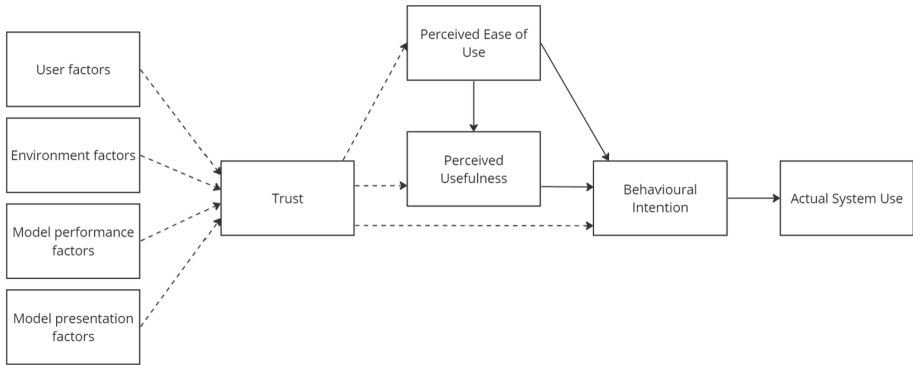 User factors
Environment factors
Model performance
factors
Model presentation
factors
Trust
Perceived Ease of
Use
Perceived
Usefulness
Behavioural
Intention
Actual System Use